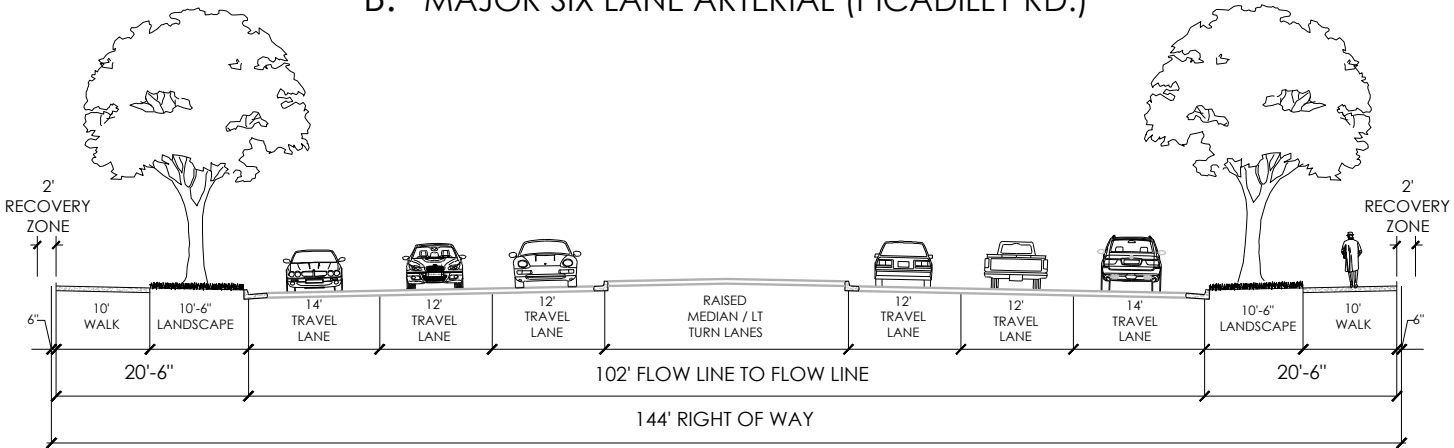 B. MAJOR SIX LANE ARTERIAL (PICADILLY RD.)
2'
RECOVERY
ZONE
2'
RECOVERY
ZONE
6"
10'
WALK
10'-6"
LANDSCAPE
14'
TRAVEL
LANE
12'
TRAVEL
LANE
12'
TRAVEL
LANE
RAISED
MEDIAN / LT
TURN LANES
12'
TRAVEL
LANE
12'
TRAVEL
LANE
14'
TRAVEL
LANE
10'-6"
LANDSCAPE
10'
WALK
6"
20'-6"
102' FLOW LINE TO FLOW LINE
20'-6"
144' RIGHT OF WAY